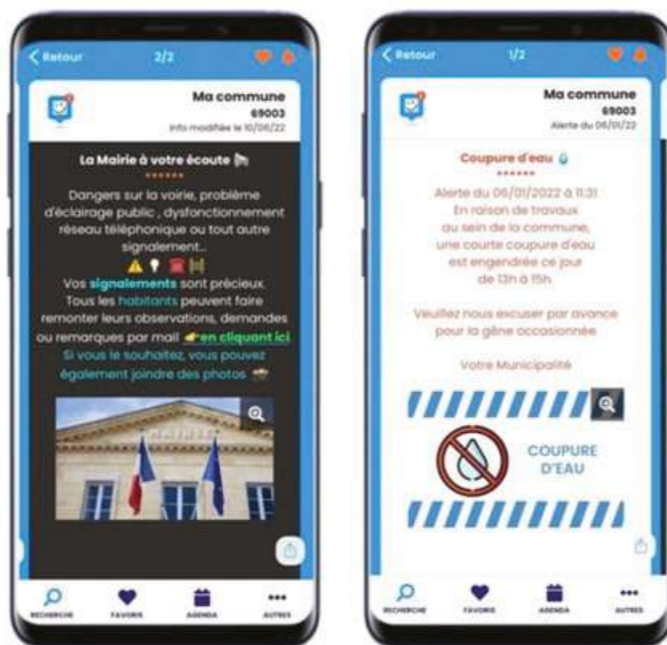 Retour
2/2
Ma commune
69003
Info modifiée le 10/06/22
La Mairie à votre écoute
Dangers sur la voirie, problème
d'éclairage public , dysfonctionnement
réseau téléphonique ou tout autre
signalement...
Vos signalements sont précieux.
Tous les habitants peuvent faire
remonter leurs observations, demandes
ou remarques par mail en cliquant ici
Si vous le souhaitez, vous pouvez
également joindre des photos
MAIRIE
RECHERCHE
FAVORIS
AGENDA
AUTRES
Retour
1/2
Ma commune
69003
Alerte du 06/01/22
Coupure d'eau
Alerte du 06/01/2022 à 11:31
En raison de travaux
au sein de la commune,
une courte coupure d'eau
est engendrée ce jour
de 13h à 15h.
Veuillez nous excuser par avance
pour la gêne occasionnée.
Votre Municipalité
COUPURE
D'EAU
RECHERCHE
FAVORIS
AGENDA
AUTRES